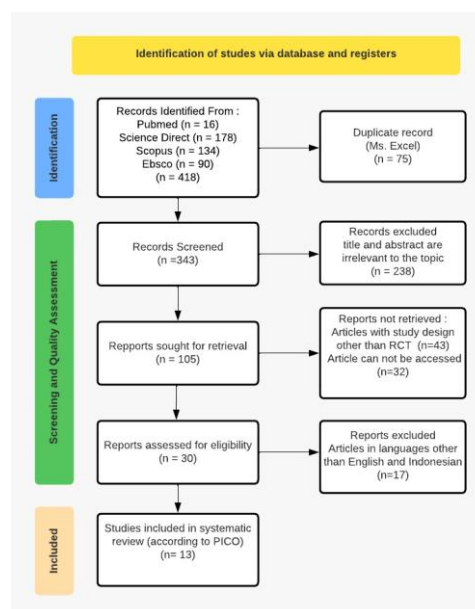 Identification of studes via database and registers
Identification
Records Identified From :
Pubmed (n = 16)
Science Direct (n = 178)
Scopus (n = 134)
Ebsco (n = 90)
(n = 418)
Duplicate record
(Ms. Excel)
(n = 75)
Screening and Quality Assessment
Records Screened
(n =343)
Records excluded
title and abstract are
irrelevant to the topic
(n = 238)
Repports sought for retrieval
(n = 105)
Reports not retrieved :
Articles with study design
other than RCT (n=43)
Article can not be accessed
(n=32)
Reports assessed for eligibility
(n = 30)
Reports excluded
Articles in languages other
than English and Indonesian
(n=17)
Included
Studies included in systematic
review (according to PICO)
(n= 13)